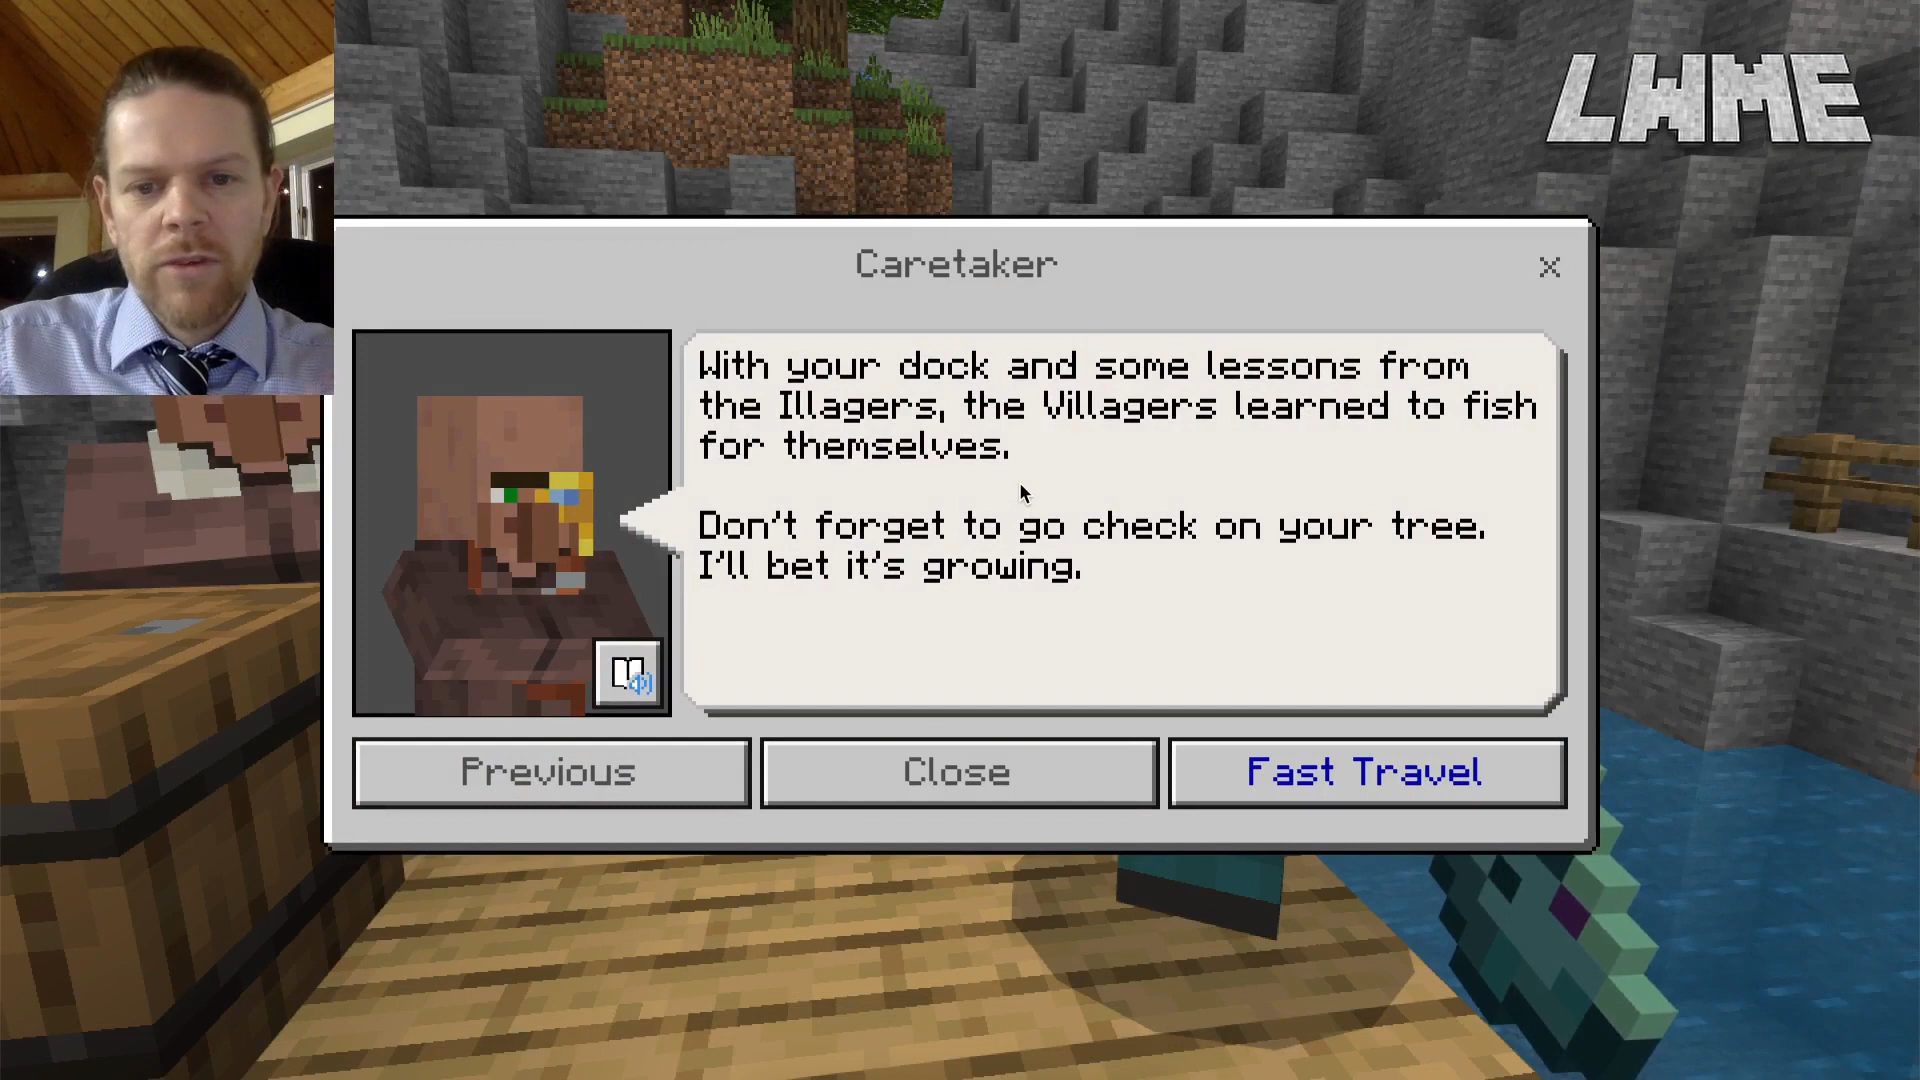 LWME
Caretaker
With your dock and some lessons from
the Illagers, the Villagers learned to fish
for themselves.
Don't forget to go check on your tree.
I'll bet it's growing.
Previous
Close
Fast Travel